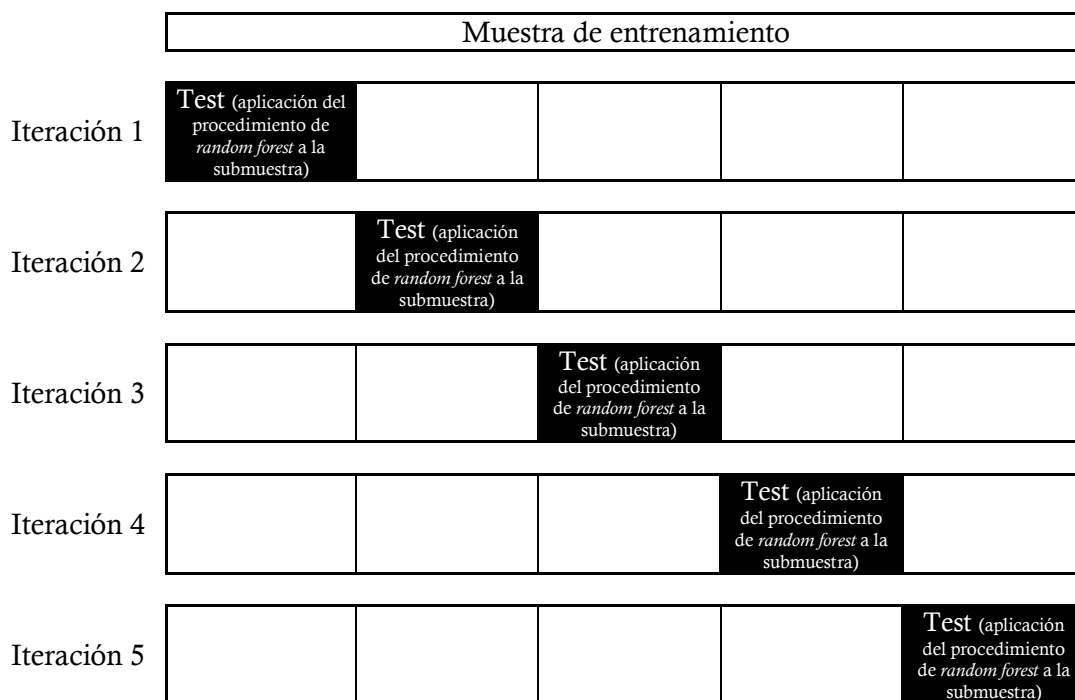 Muestra de entrenamiento
Iteración 1
Test (aplicación del
procedimiento de
random forest a la
submuestra)
Iteración 2
Test (aplicación
del procedimiento
de random forest a la
submuestra)
Iteración 3
Test (aplicación
del procedimiento
de random forest a la
submuestra)
Iteración 4
Test (aplicación
del procedimiento
de random forest a la
submuestra)
Iteración 5
Test (aplicación
del procedimiento
de random forest a la
submuestra)